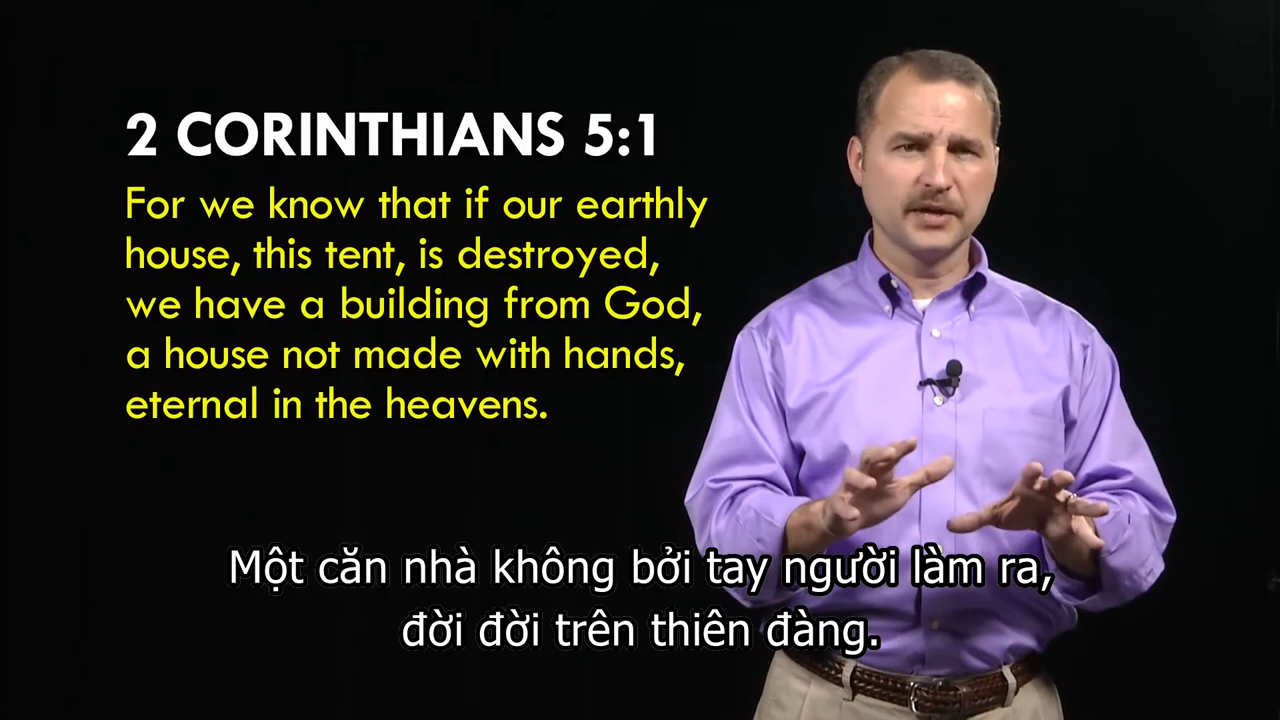 2 CORINTHIANS 5:1
For we know that if our earthly
house, this tent, is destroyed,
we have a building from God,
a house not made with hands,
eternal in the heavens.
Một căn nhà không bởi tay người làm ra,
đời đời trên thiên đàng.